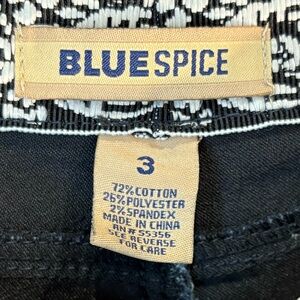 BLUESPICE
3
72%COTTON
26%POLYESTER
2%SPANDEX
MADE IN CHINA
RN#55356
SEE REVERSE
FOR CARE